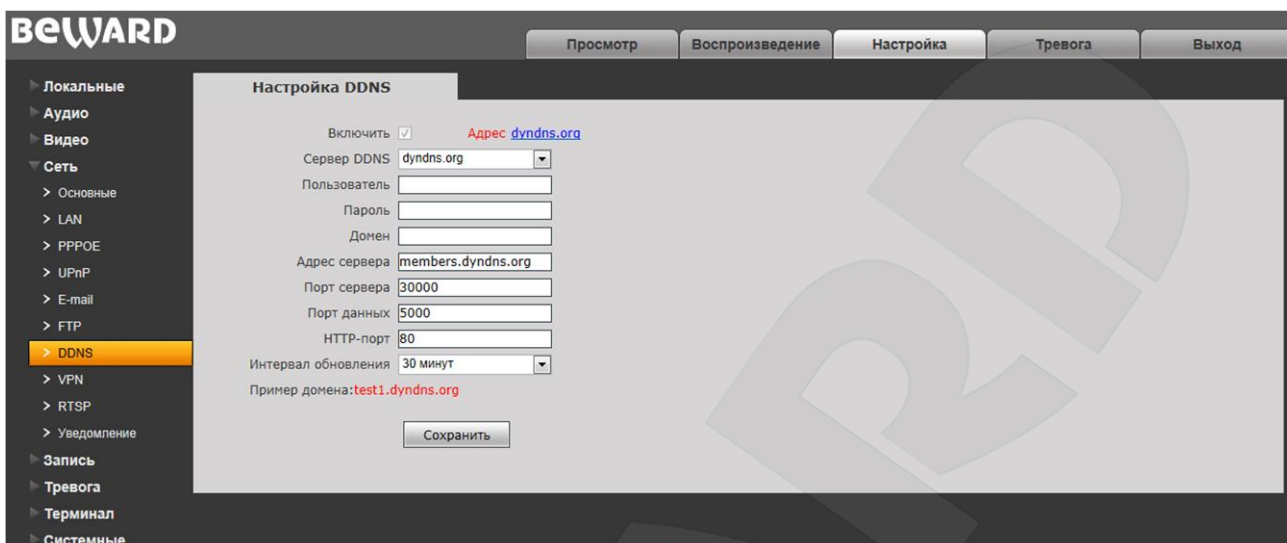 BEWARD
Просмотр Воспроизведение Настройка Тревога Выход
Локальные
Аудио
Видео
Сеть
Основные
LAN
PPPOE
UPnP
E-mail
FTP
DDNS
VPN
RTSP
Уведомление
Запись
Тревога
Терминал
Системные
Настройка DDNS
Включить Адрес dyndns.org
Сервер DDNS dyndns.org
Пользователь
Пароль
Домен
Адрес сервера members.dyndns.org
Порт сервера 30000
Порт данных 5000
HTTP-порт 80
Интервал обновления 30 минут
Пример домена:test1.dyndns.org
Сохранить